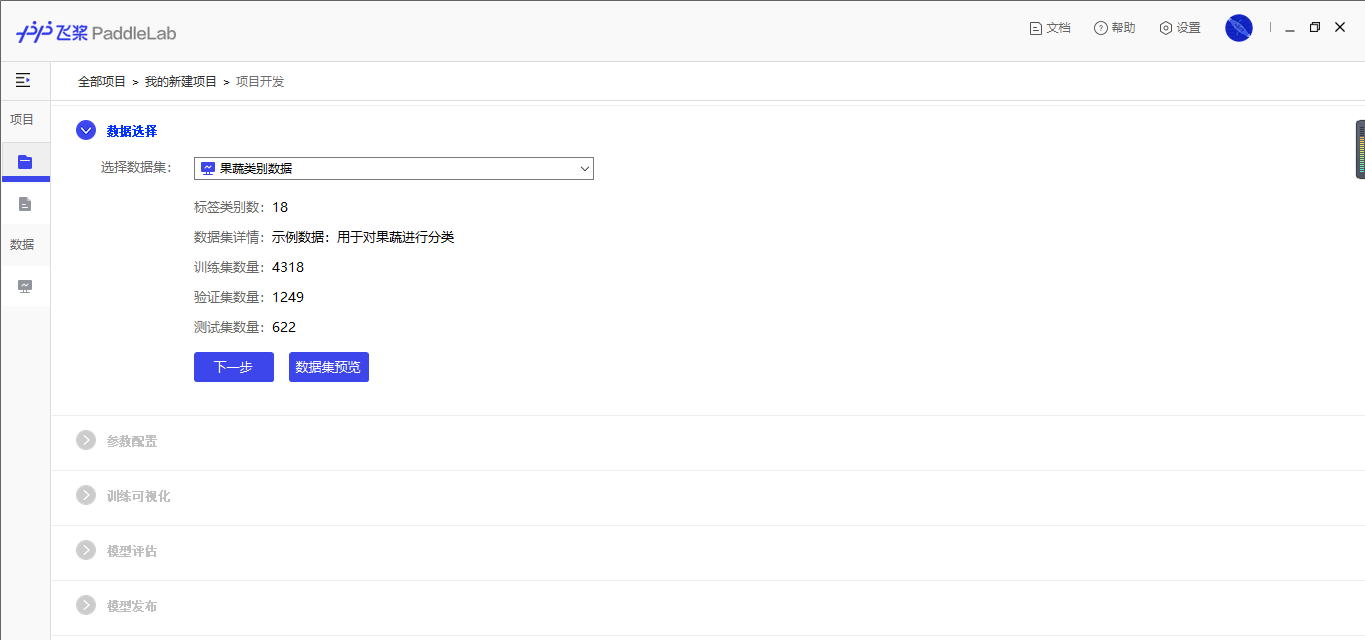 飞桨 PaddleLab
文档 帮助 设置
全部项目 > 我的新建项目 > 项目开发
项目
数据选择
选择数据集： 果蔬类别数据
标签类别数：18
数据集详情：示例数据：用于对果蔬进行分类
数据
训练集数量：4318
验证集数量：1249
测试集数量：622
下一步 数据集预览
参数配置
训练可视化
模型评估
模型发布